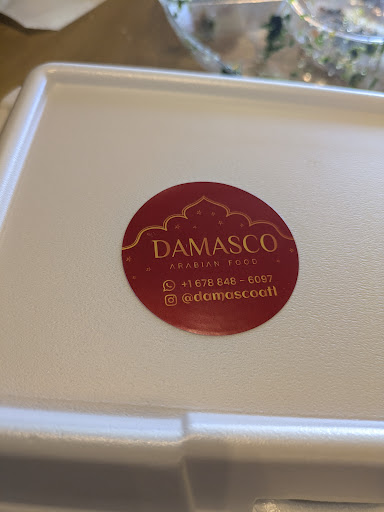 DAMASCO
ARABIAN FOOD
+1 678 848 - 6097
@damascoatl